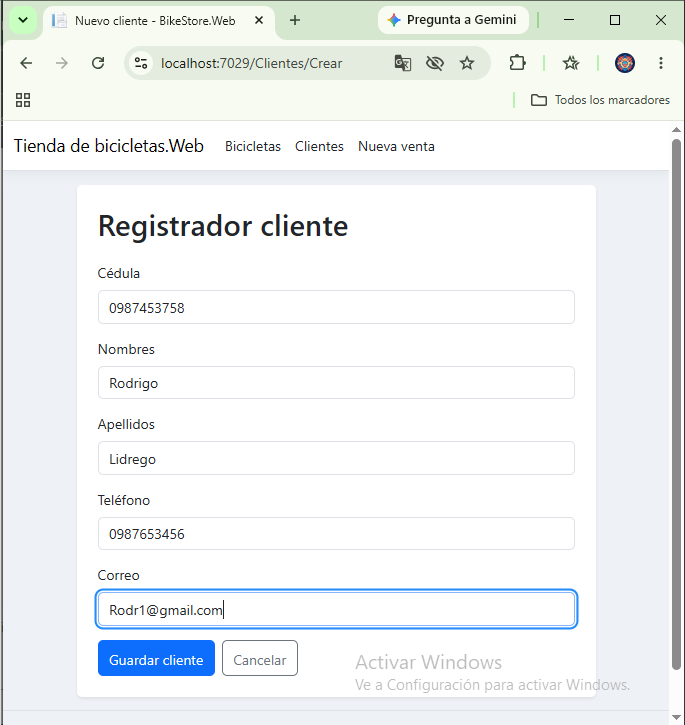 Nuevo cliente - BikeStore.Web
Pregunta a Gemini
localhost:7029/Clientes/Crear
Todos los marcadores
Tienda de bicicletas.Web Bicicletas Clientes Nueva venta
Registrador cliente
Cédula
0987453758
Nombres
Rodrigo
Apellidos
Lidrego
Teléfono
0987653456
Correo
Rodr1@gmail.com
Guardar cliente Cancelar
Activar Windows
Ve a Configuración para activar Windows.